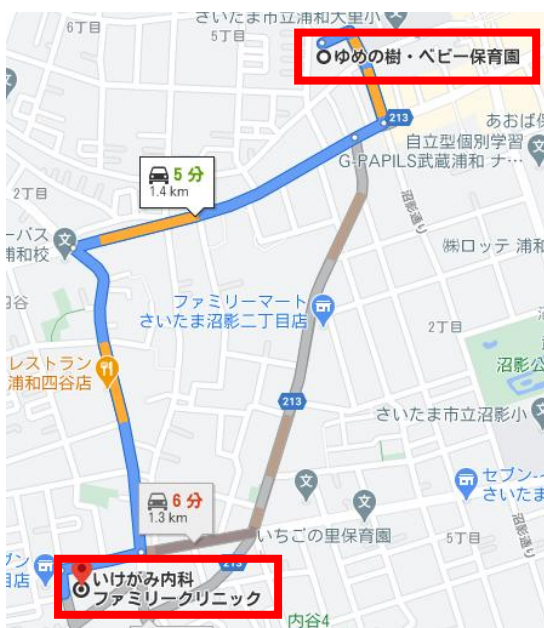 さいたま市立浦和大里小
6丁目
5丁目
ゆめの樹・ベビー保育園
213
あおば保
自立型個別学習
G-PAPILS武蔵浦和 ナ…
5 分
1.4 km
2丁目
ーバス
浦和校
沼影通り
㈱ロッテ 浦和
四谷
ファミリーマート
さいたま沼影二丁目店
2丁目
レストラン
浦和四谷店
沼影公
213
さいたま市立沼影小
6 分
1.3 km
セブン-イ
さいたま
いちごの里保育園
5丁目
沼影通り
ブン
目店
213
いけがみ内科
ファミリークリニック
内谷4